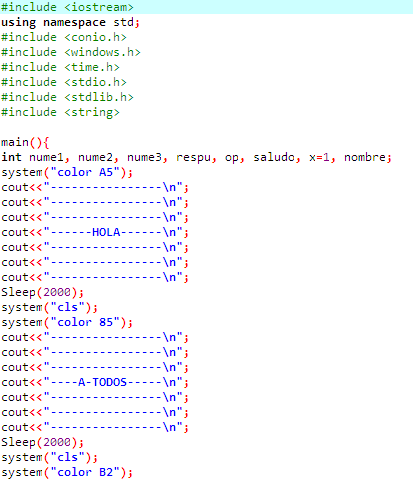 #include <iostream>
using namespace std;
#include <conio.h>
#include <windows.h>
#include <time.h>
#include <stdio.h>
#include <stdlib.h>
#include <string>
main(){
int nume1, nume2, nume3, respu, op, saludo, x=1, nombre;
system("color A5");
cout<<"----------------\n";
cout<<"----------------\n";
cout<<"----------------\n";
cout<<"------HOLA------\n";
cout<<"----------------\n";
cout<<"----------------\n";
cout<<"----------------\n";
Sleep(2000);
system("cls");
system("color 85");
cout<<"----------------\n";
cout<<"----------------\n";
cout<<"----------------\n";
cout<<"----A-TODOS-----\n";
cout<<"----------------\n";
cout<<"----------------\n";
cout<<"----------------\n";
Sleep(2000);
system("cls");
system("color B2");